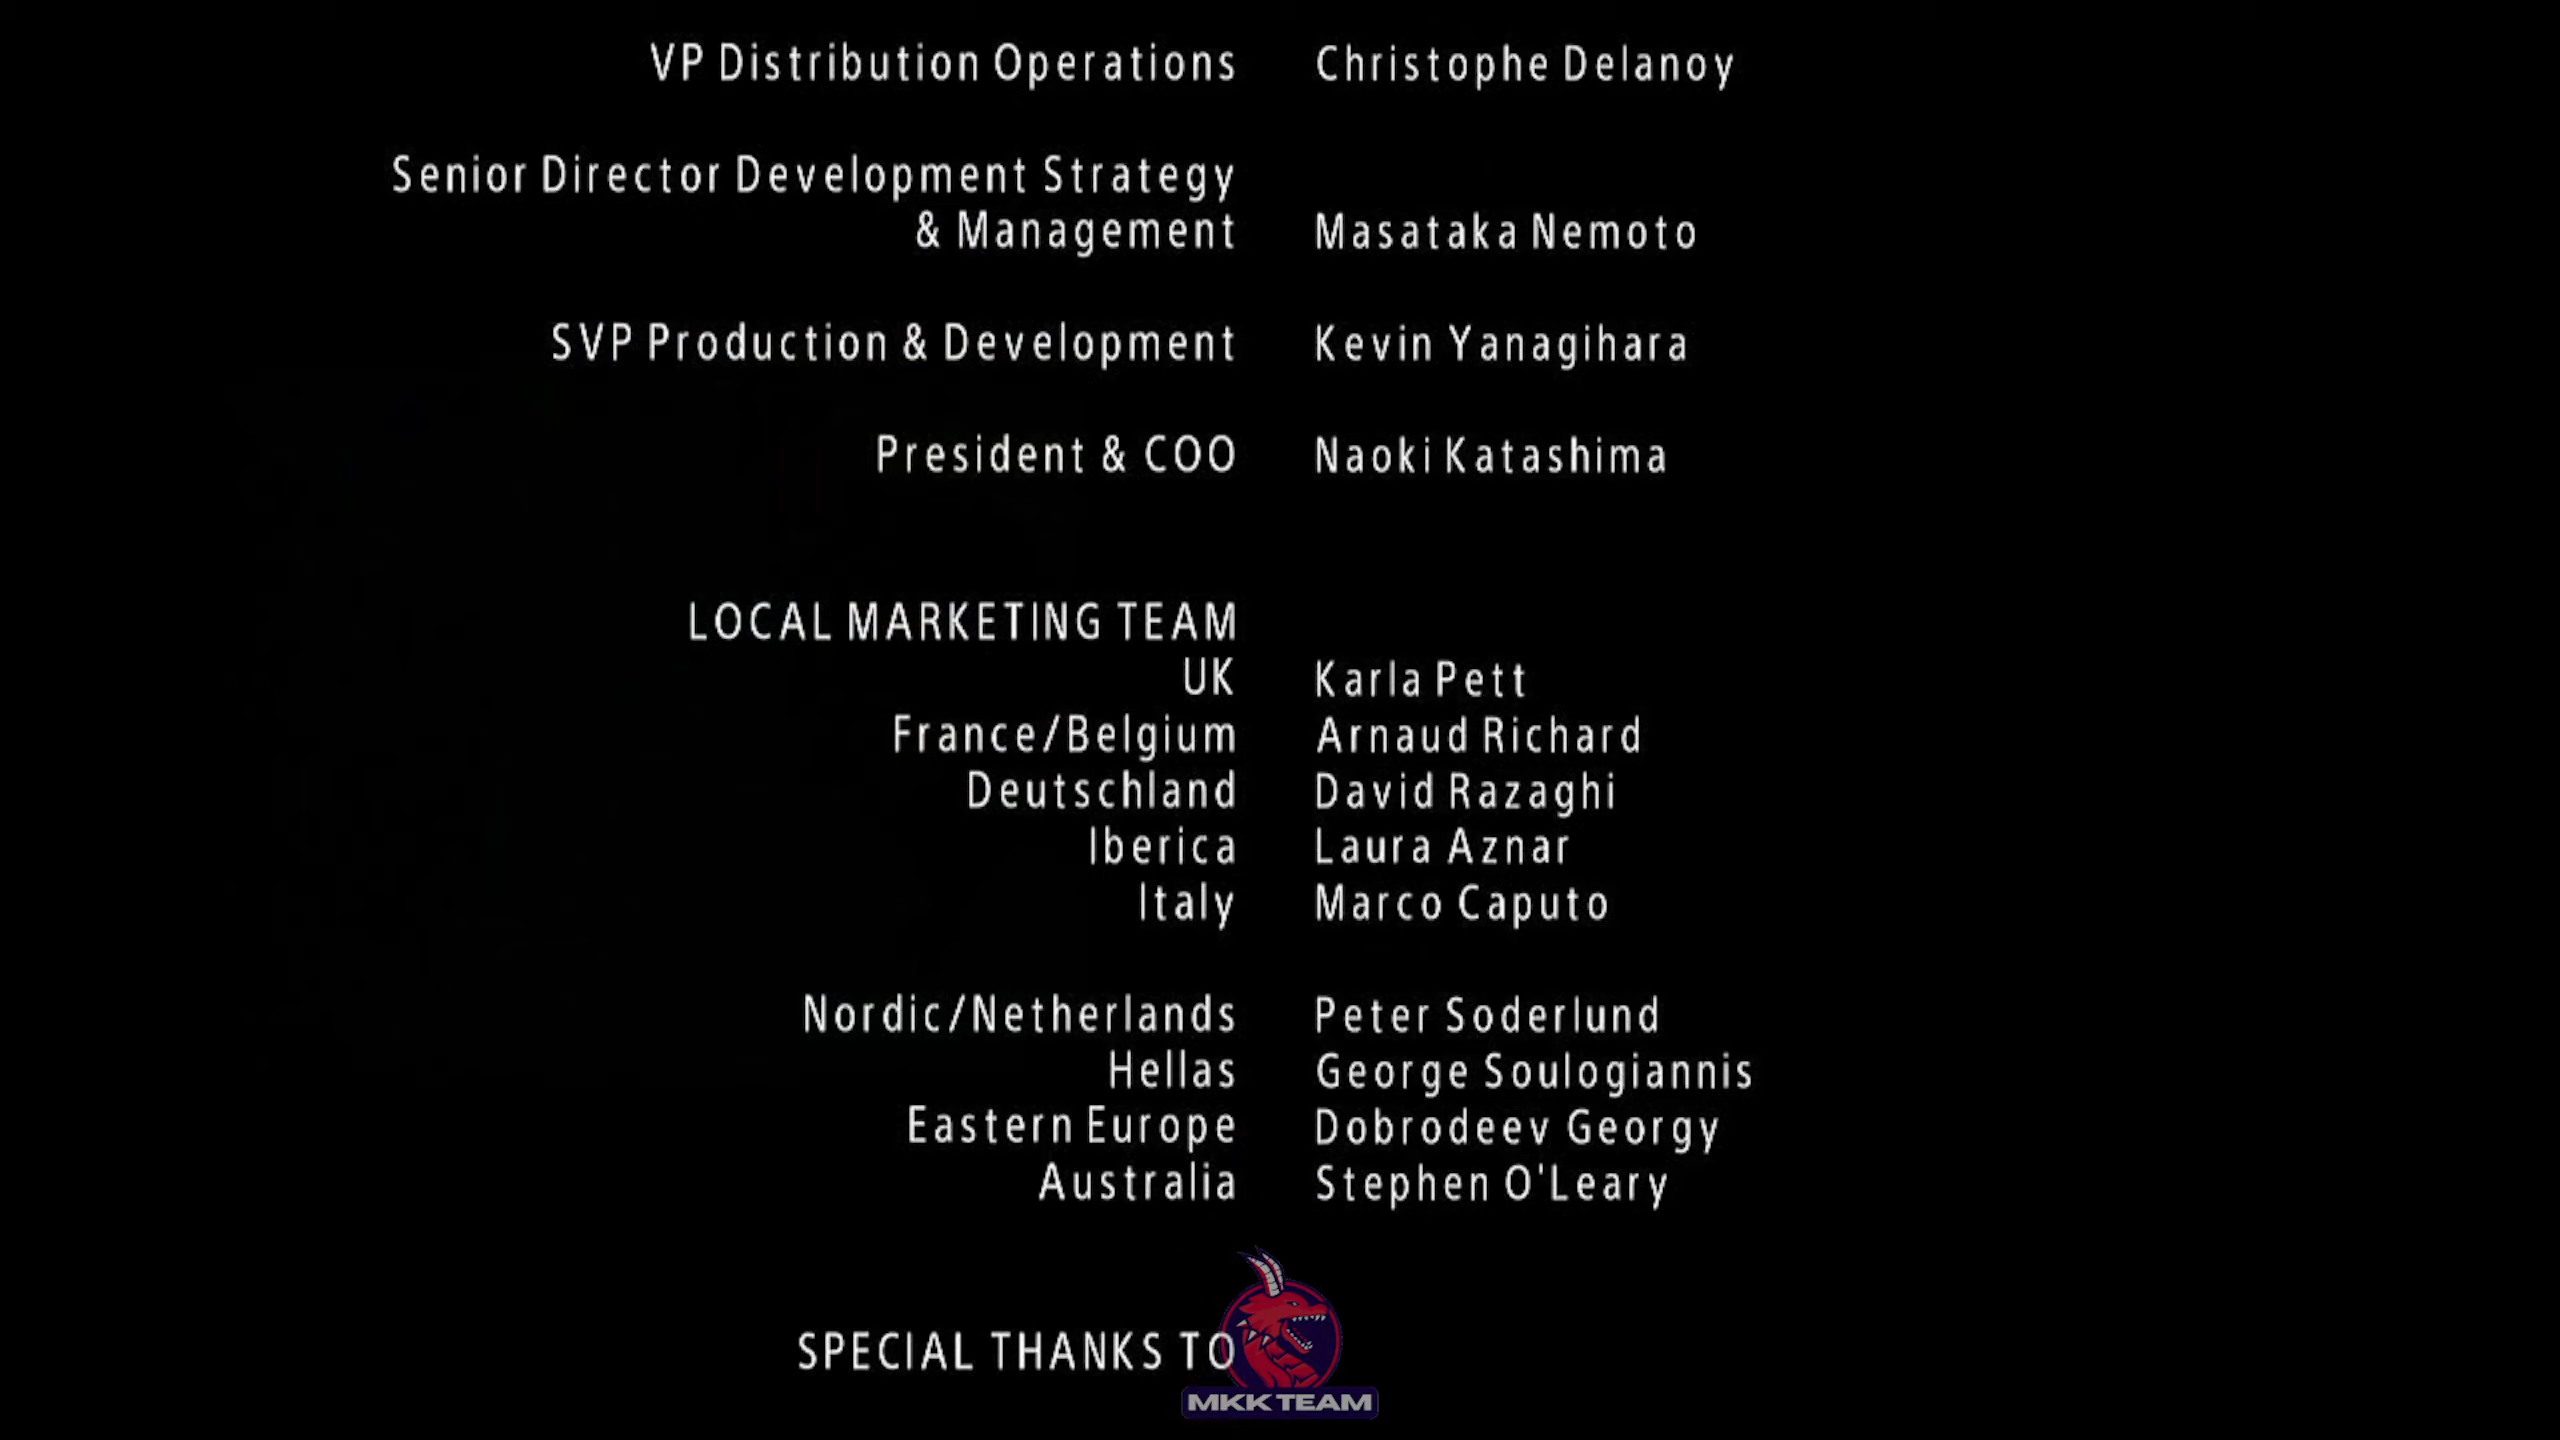 VP Distribution Operations Christophe Delanoy
Senior Director Development Strategy
& Management Masataka Nemoto
SVP Production & Development Kevin Yanagihara
President & COO Naoki Katashima
LOCAL MARKETING TEAM
UK Karla Pett
France/Belgium Arnaud Richard
Deutschland David Razaghi
Iberica Laura Aznar
Italy Marco Caputo
Nordic/Netherlands Peter Soderlund
Hellas George Soulogiannis
Eastern Europe Dobrodeev Georgy
Australia Stephen O'Leary
SPECIAL THANKS TO
MKK TEAM